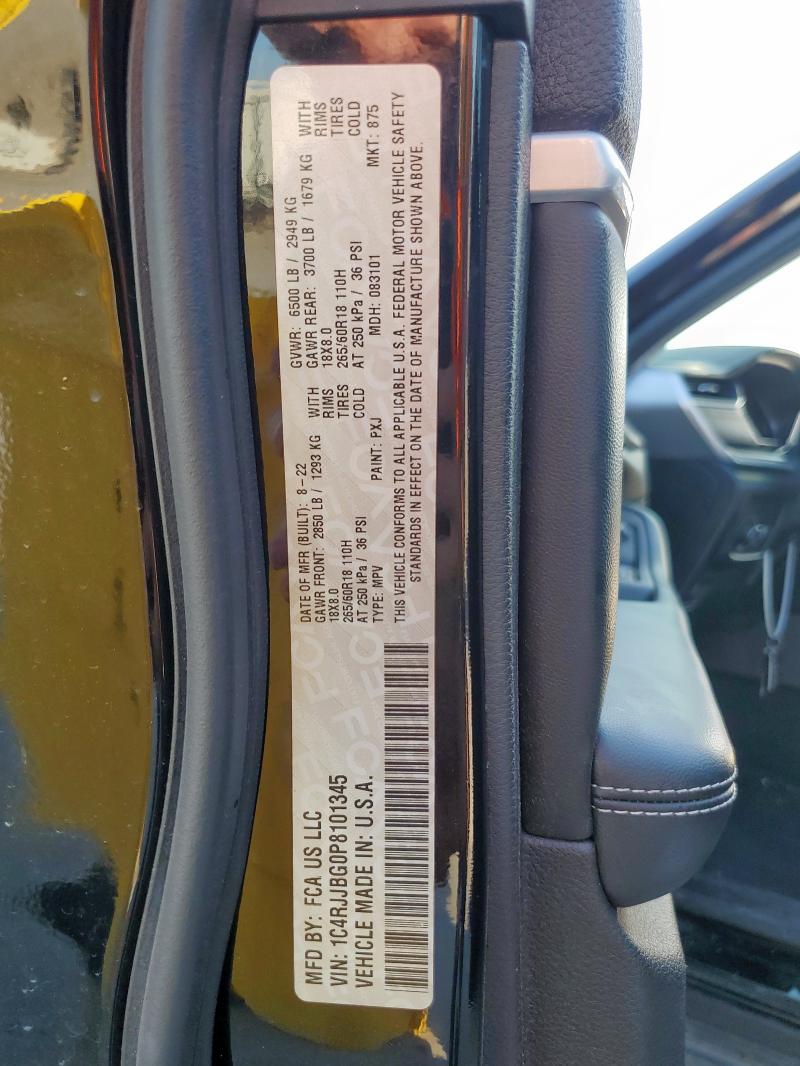 MFD BY: FCA US LLC
VIN: 1C4RJJBG0P8101345
VEHICLE MADE IN: U.S.A.
DATE OF MFR (BUILT): 8-22
GAWR FRONT: 2850 LB / 1293 KG WITH
18X8.0 RIMS
265/60R18 110H TIRES
AT 250 kPa / 36 PSI COLD
TYPE: MPV PAINT: PXJ
GVWR: 6500 LB / 2949 KG
GAWR REAR: 3700 LB / 1679 KG WITH
18X8.0 RIMS
265/60R18 110H TIRES
AT 250 kPa / 36 PSI COLD
MDH: 083101 MKT: 875
THIS VEHICLE CONFORMS TO ALL APPLICABLE U.S.A. FEDERAL MOTOR VEHICLE SAFETY
STANDARDS IN EFFECT ON THE DATE OF MANUFACTURE SHOWN ABOVE.